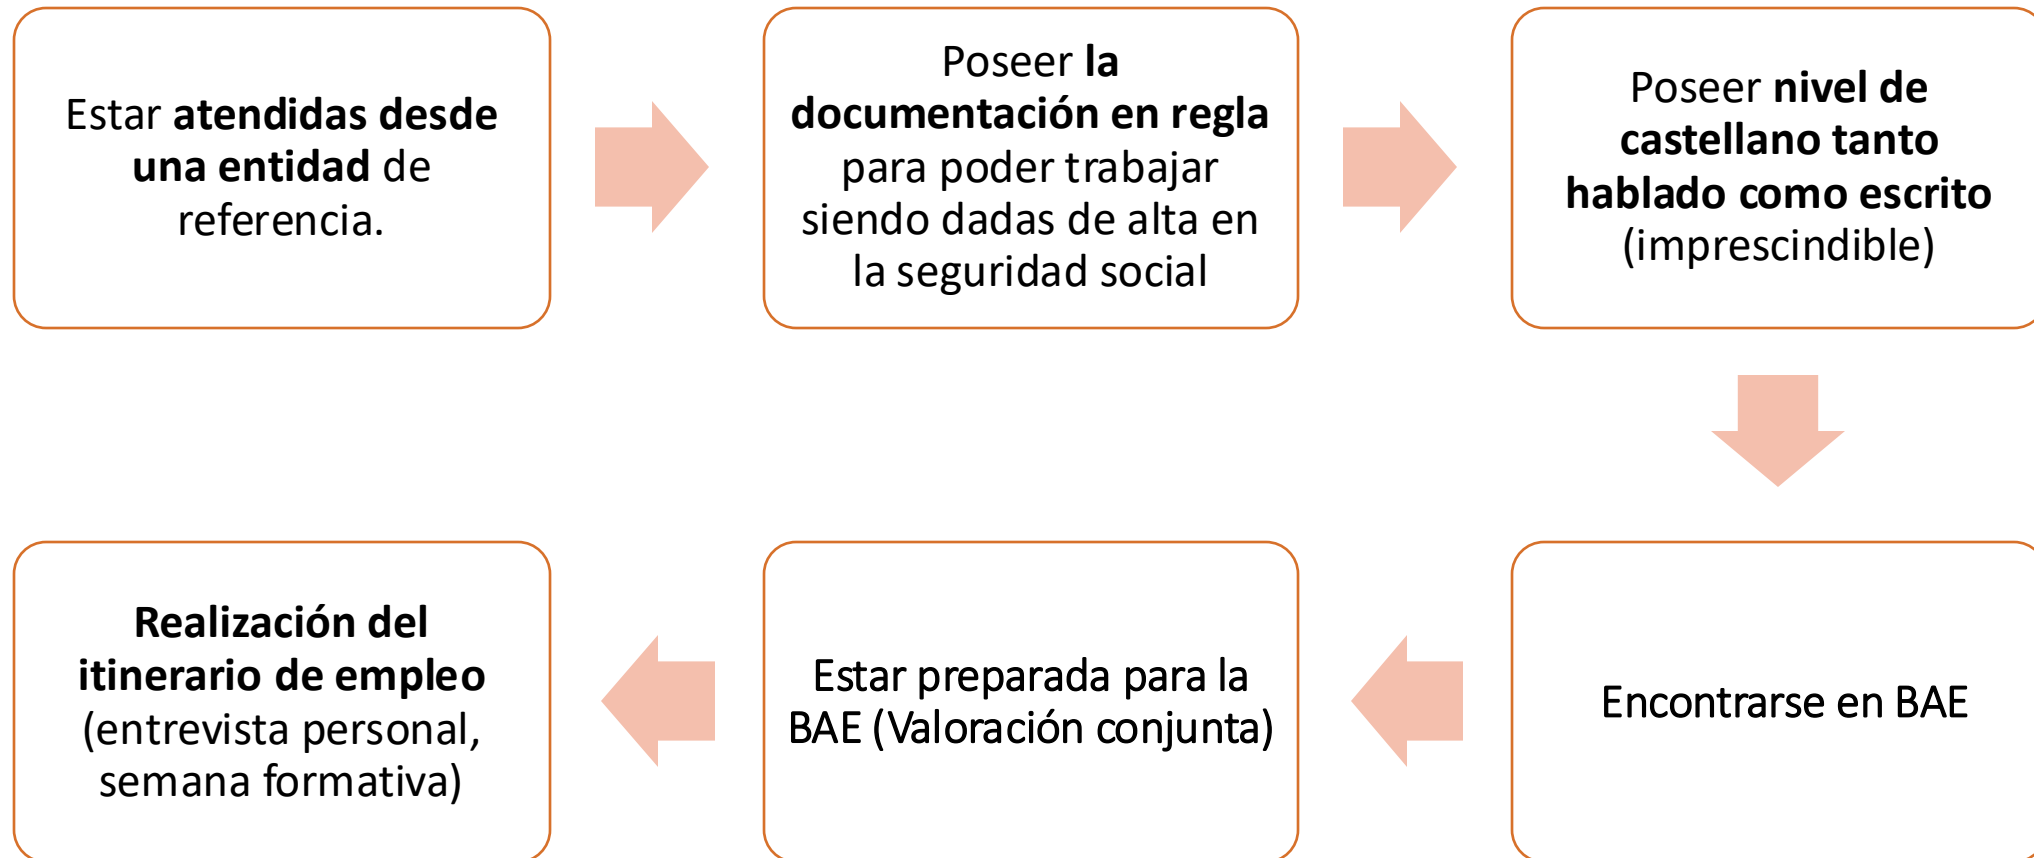 Estar atendidas desde
una entidad de
referencia.
Poseer la
documentación en regla
para poder trabajar
siendo dadas de alta en
la seguridad social
Poseer nivel de
castellano tanto
hablado como escrito
(imprescindible)
Encontrarse en BAE
Estar preparada para la
BAE (Valoración conjunta)
Realización del
itinerario de empleo
(entrevista personal,
semana formativa)